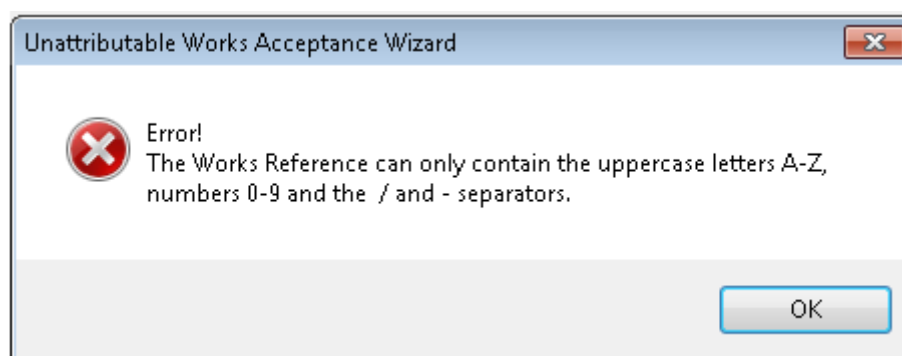 Unattributable Works Acceptance Wizard
Error!
The Works Reference can only contain the uppercase letters A-Z,
numbers 0-9 and the / and - separators.
OK